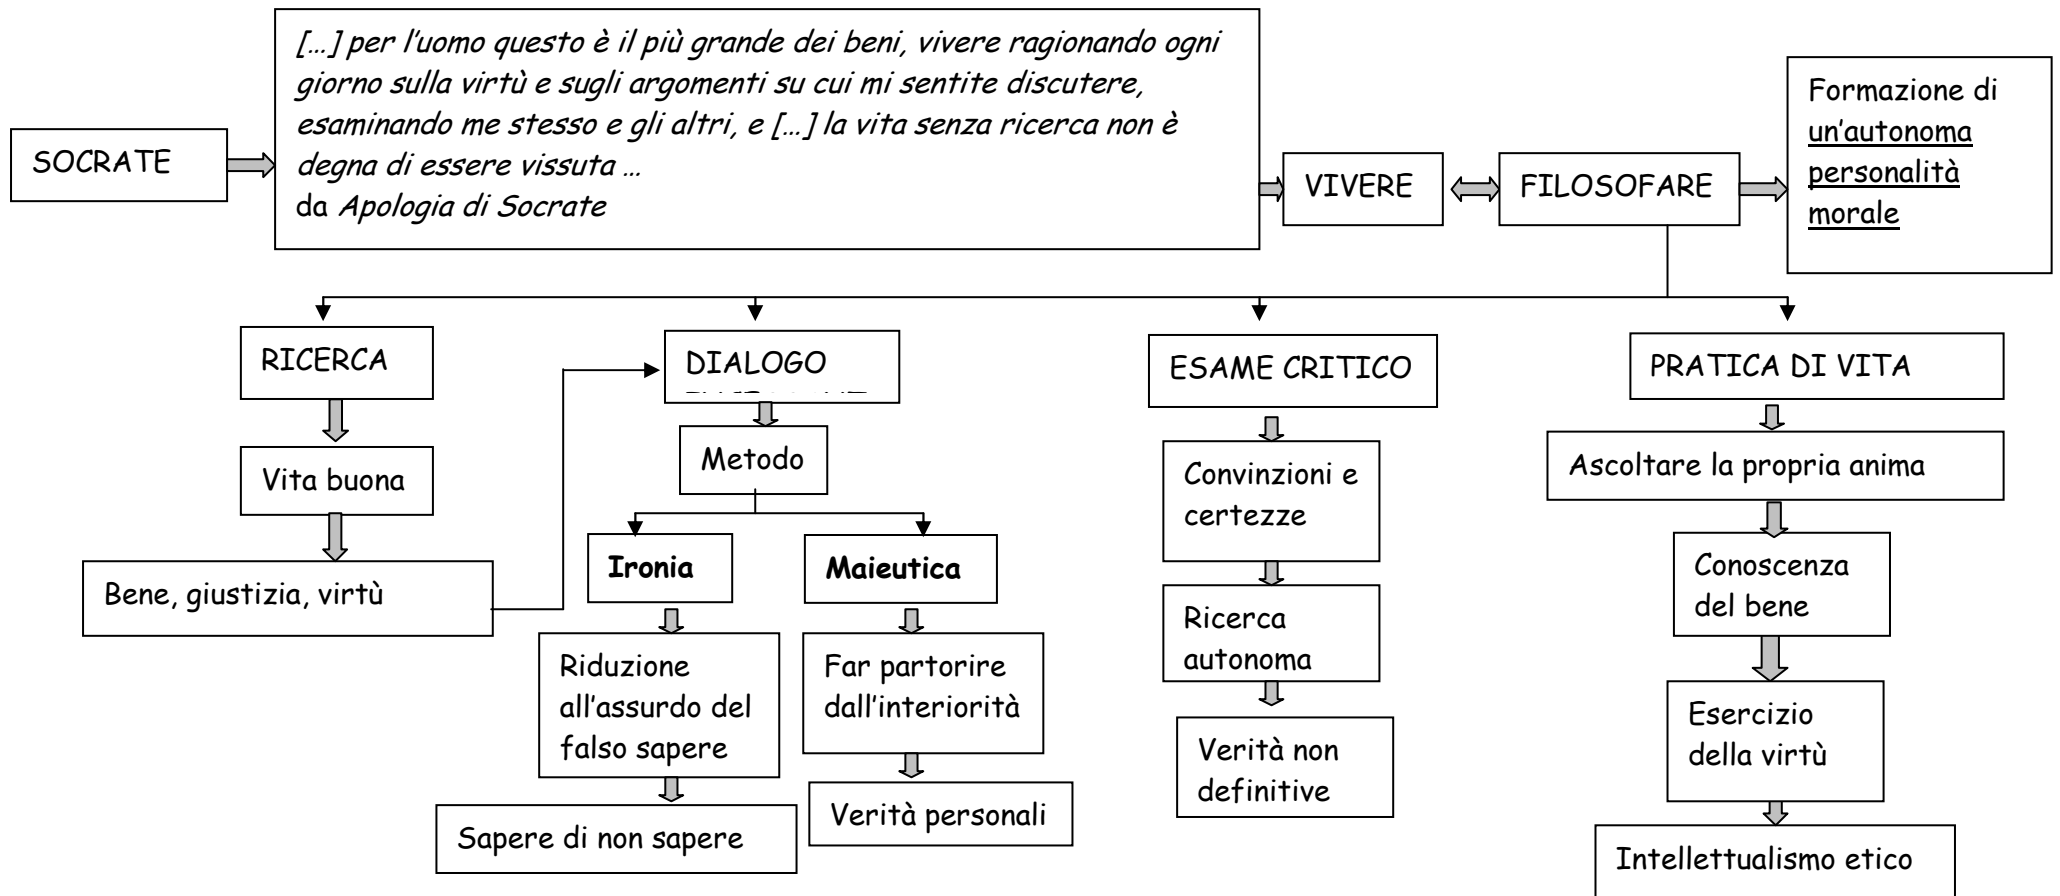 SOCRATE
[…] per l'uomo questo è il più grande dei beni, vivere ragionando ogni
giorno sulla virtù e sugli argomenti su cui mi sentite discutere,
esaminando me stesso e gli altri, e […] la vita senza ricerca non è
degna di essere vissuta …
da Apologia di Socrate
VIVERE
FILOSOFARE
Formazione di
un'autonoma
personalità
morale
RICERCA
Vita buona
Bene, giustizia, virtù
DIALOGO
Metodo
Ironia
Riduzione
all'assurdo del
falso sapere
Sapere di non sapere
Maieutica
Far partorire
dall'interiorità
Verità personali
ESAME CRITICO
Convinzioni e
certezze
Ricerca
autonoma
Verità non
definitive
PRATICA DI VITA
Ascoltare la propria anima
Conoscenza
del bene
Esercizio
della virtù
Intellettualismo etico